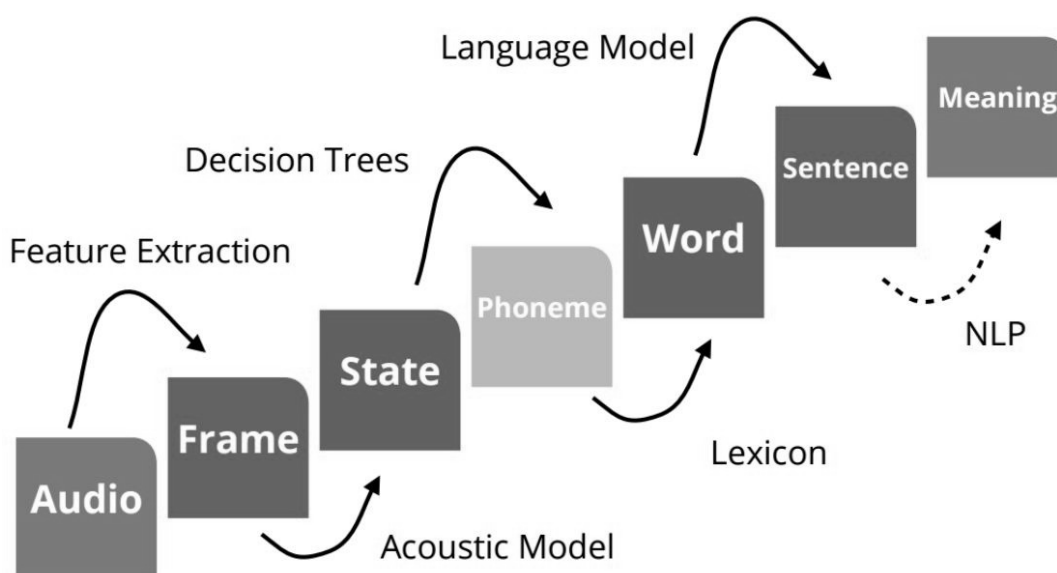 Language Model
Meaning
Decision Trees
Sentence
Feature Extraction
Word
Phoneme
NLP
State
Frame
Lexicon
Audio
Acoustic Model